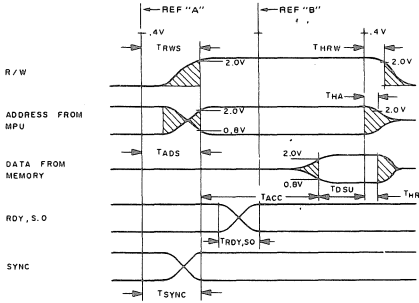 REF "A" REF "B"
.4V .4V
TRWS THRW
R/W 2.0V 2.0V
THA
ADDRESS FROM MPU 2.0V 2.0V
0.8V
TADS
DATA FROM MEMORY 2.0V
0.8V
TACC TDSU THR
RDY, S.O
TRDY,SO
SYNC
TSYNC